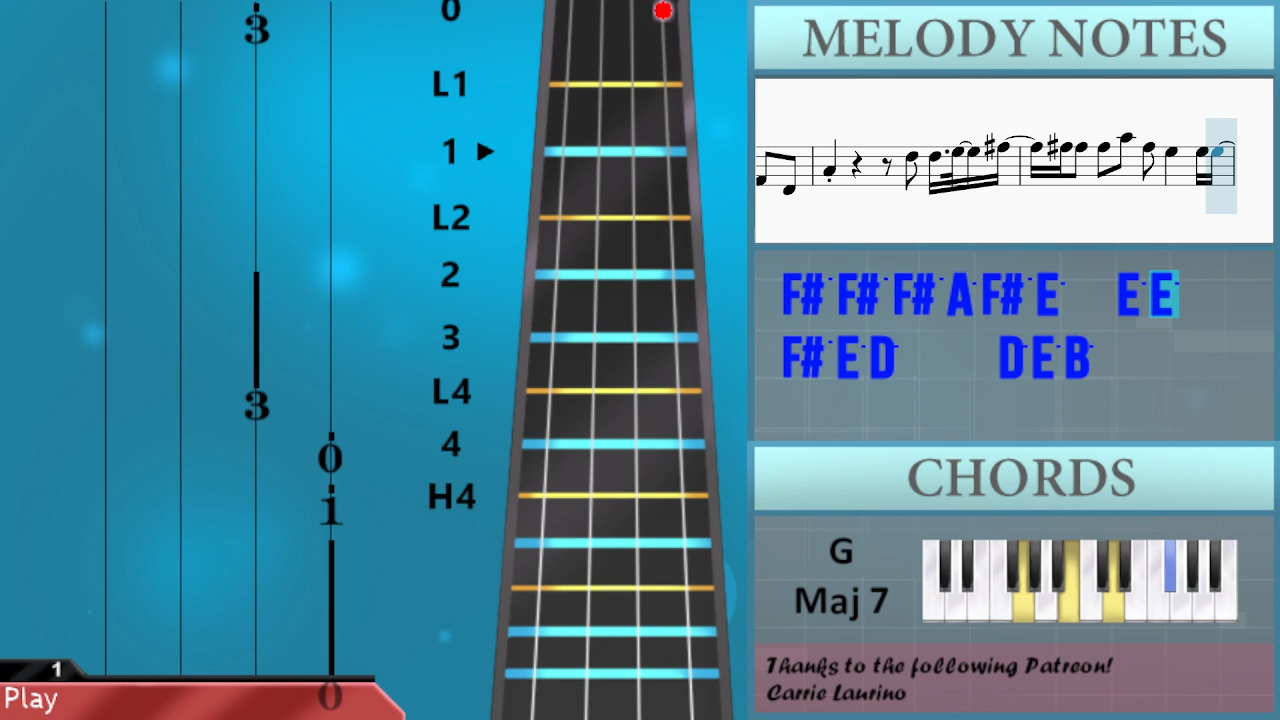 3
3
0
1
0
1
Play
0
L1
1
L2
2
3
L4
4
H4
MELODY NOTES
F# F# F# A F# E E E
F# E D D E B
CHORDS
G
Maj 7
Thanks to the following Patreon!
Carrie Laurino